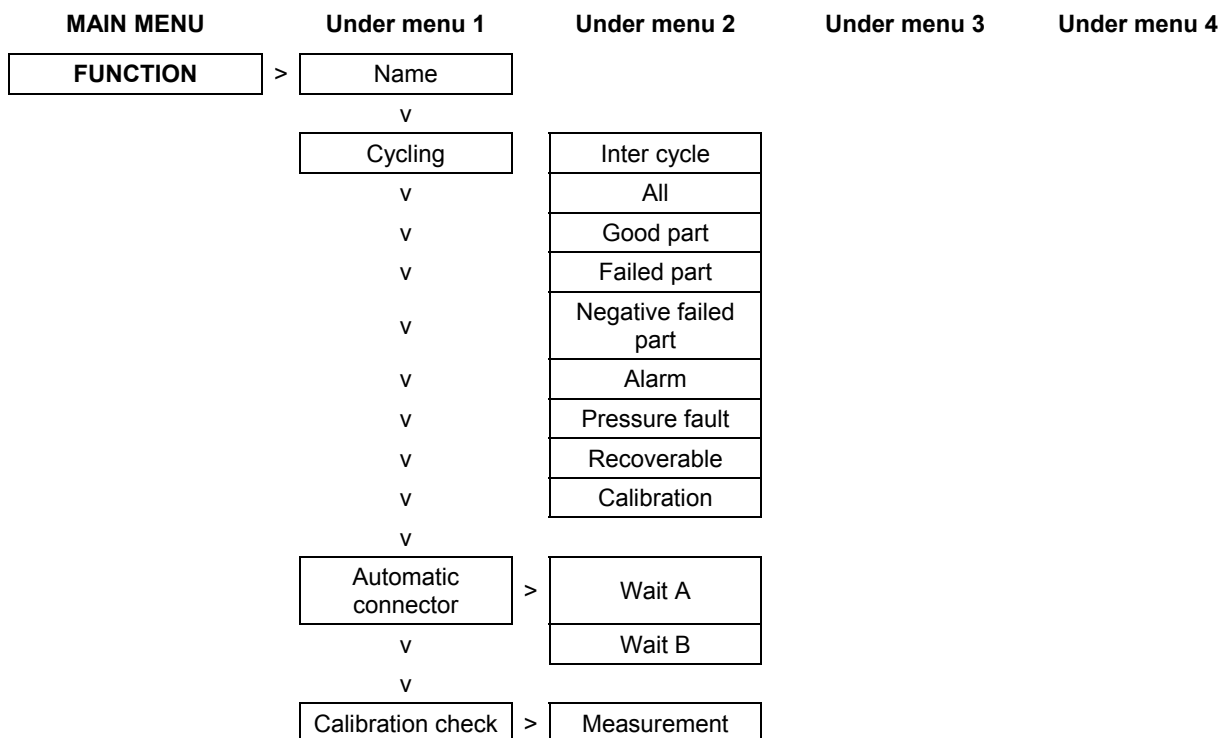 MAIN MENU Under menu 1 Under menu 2 Under menu 3 Under menu 4
FUNCTION > Name
v
Cycling Inter cycle
v All
v Good part
v Failed part
v Negative failed
part
v Alarm
v Pressure fault
v Recoverable
v Calibration
v
Automatic
connector > Wait A
v Wait B
v
Calibration check > Measurement